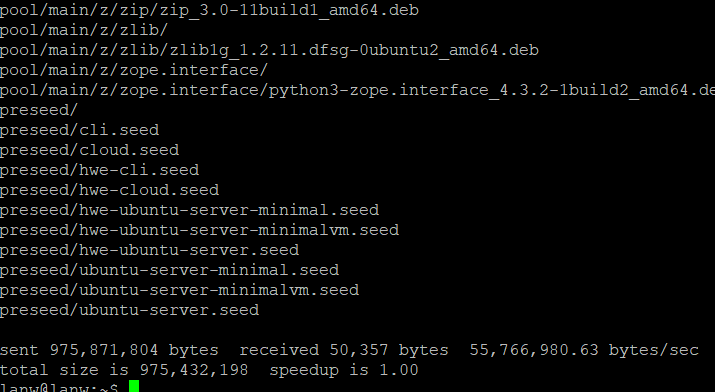 pool/main/z/zip/zip_3.0-11build1_amd64.deb
pool/main/z/zlib/
pool/main/z/zlib/zlib1g_1.2.11.dfsg-0ubuntu2_amd64.deb
pool/main/z/zope.interface/
pool/main/z/zope.interface/python3-zope.interface_4.3.2-1build2_amd64.de
preseed/
preseed/cli.seed
preseed/cloud.seed
preseed/hwe-cli.seed
preseed/hwe-cloud.seed
preseed/hwe-ubuntu-server-minimal.seed
preseed/hwe-ubuntu-server-minimalvm.seed
preseed/hwe-ubuntu-server.seed
preseed/ubuntu-server-minimal.seed
preseed/ubuntu-server-minimalvm.seed
preseed/ubuntu-server.seed
sent 975,871,804 bytes  received 50,357 bytes  55,766,980.63 bytes/sec
total size is 975,432,198  speedup is 1.00
lanw@lanw:~$